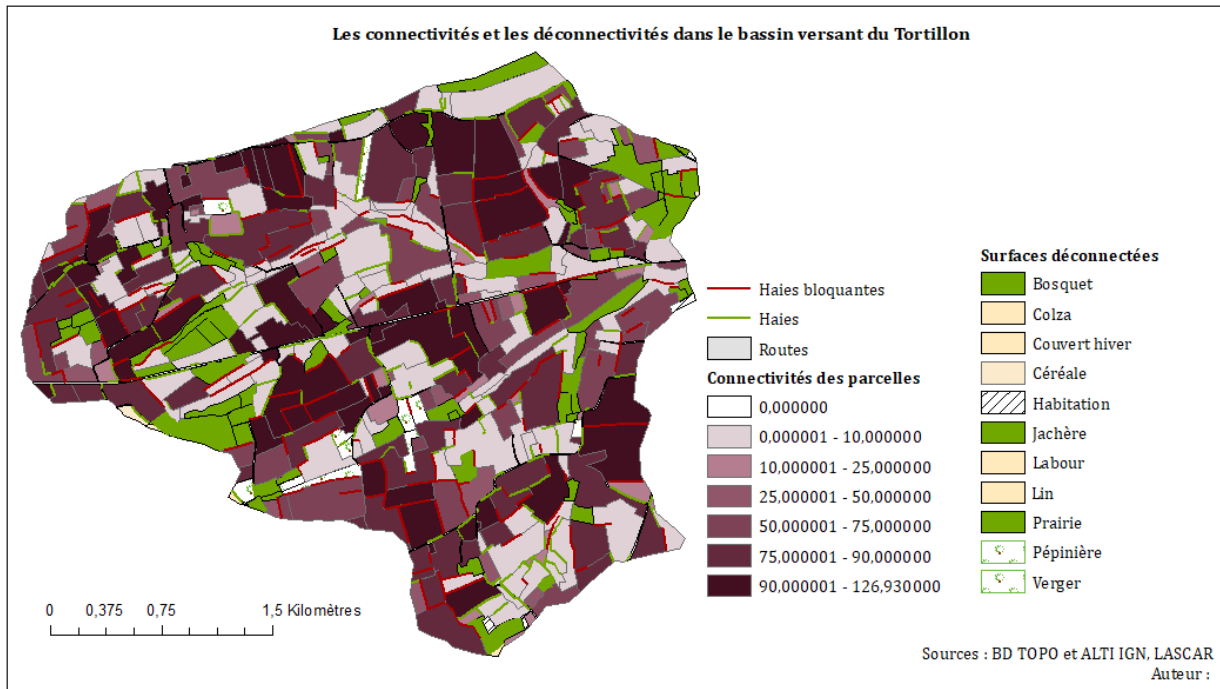 Les connectivités et les déconnectivités dans le bassin versant du Tortillon
Haies bloquantes
Haies
Routes
Connectivités des parcelles
0,000000
0,000001 - 10,000000
10,000001 - 25,000000
25,000001 - 50,000000
50,000001 - 75,000000
75,000001 - 90,000000
90,000001 - 126,930000
Surfaces déconnectées
Bosquet
Colza
Couvert hiver
Céréale
Habitation
Jachère
Labour
Lin
Prairie
Pépinière
Verger
0 0,375 0,75 1,5 Kilomètres
Sources : BD TOPO et ALTI IGN, LASCAR
Auteur :